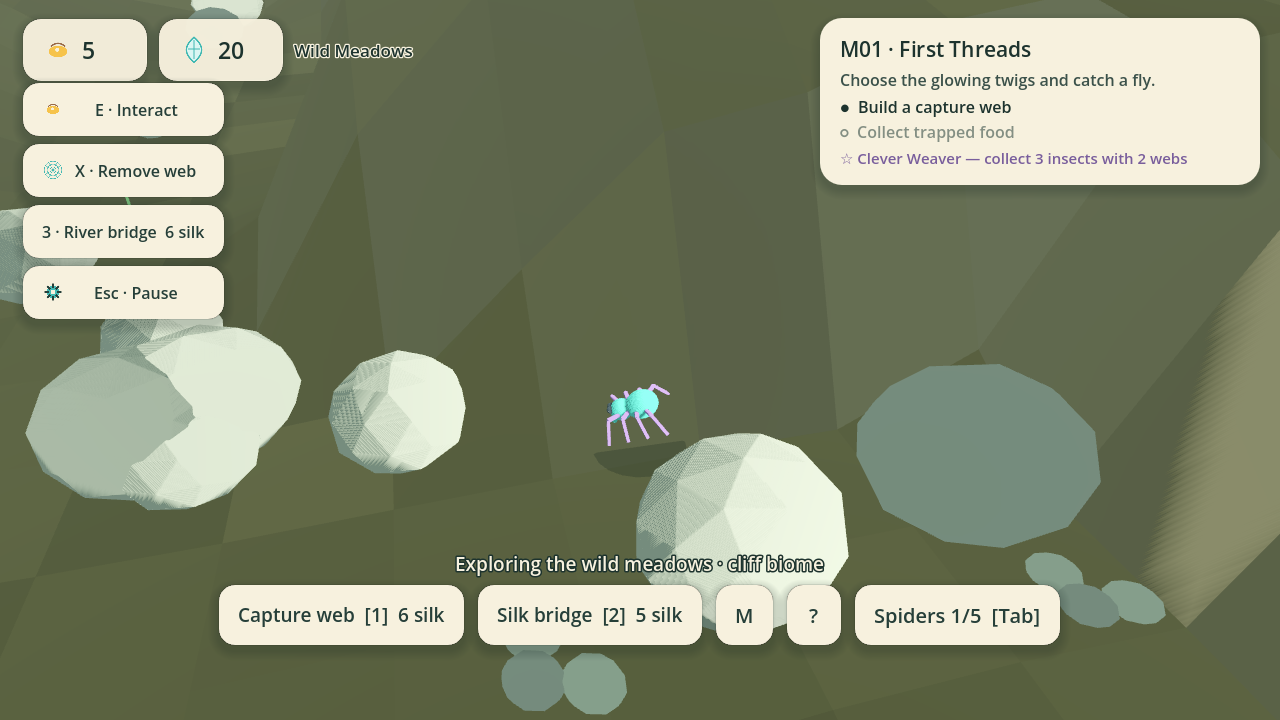 5
20
Wild Meadows
E · Interact
X · Remove web
3 · River bridge 6 silk
Esc · Pause
M01 · First Threads
Choose the glowing twigs and catch a fly.
● Build a capture web
○ Collect trapped food
☆ Clever Weaver — collect 3 insects with 2 webs
Exploring the wild meadows · cliff biome
Capture web [1] 6 silk
Silk bridge [2] 5 silk
M
?
Spiders 1/5 [Tab]